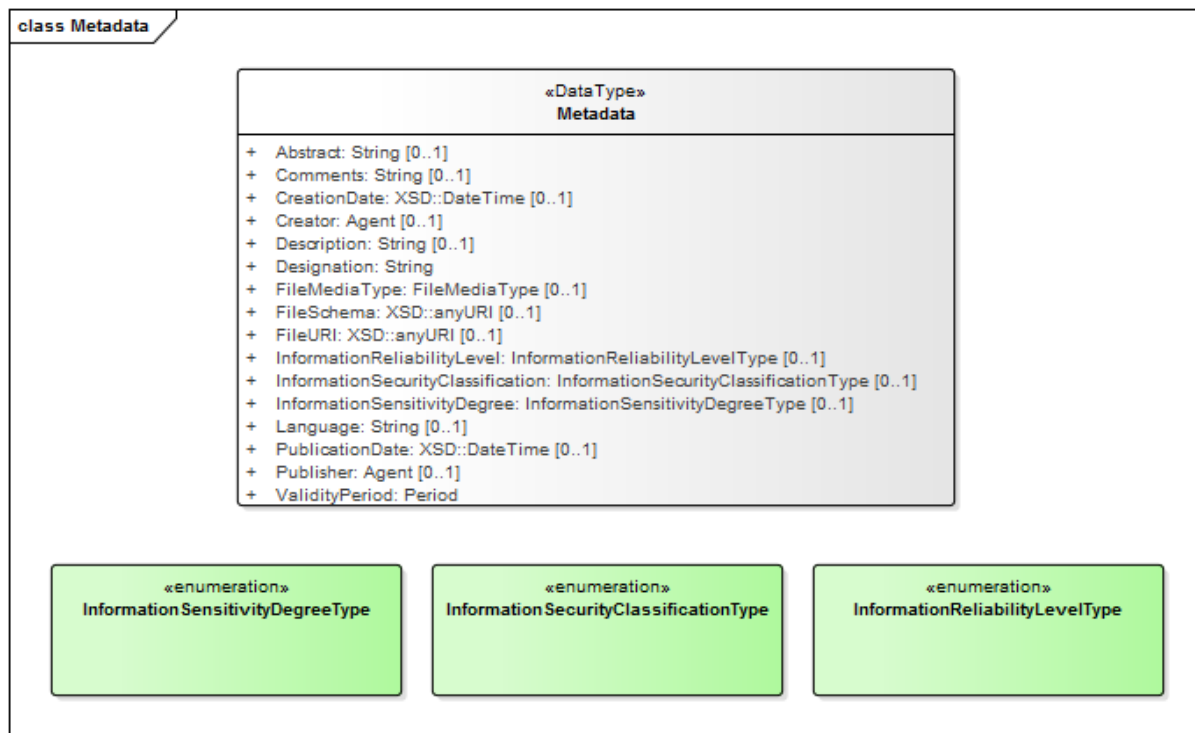 class Metadata
«DataType»
Metadata
+ Abstract: String [0..1]
+ Comments: String [0..1]
+ CreationDate: XSD::DateTime [0..1]
+ Creator: Agent [0..1]
+ Description: String [0..1]
+ Designation: String
+ FileMediaType: FileMediaType [0..1]
+ FileSchema: XSD::anyURI [0..1]
+ FileURI: XSD::anyURI [0..1]
+ InformationReliabilityLevel: InformationReliabilityLevelType [0..1]
+ InformationSecurityClassification: InformationSecurityClassificationType [0..1]
+ InformationSensitivityDegree: InformationSensitivityDegreeType [0..1]
+ Language: String [0..1]
+ PublicationDate: XSD::DateTime [0..1]
+ Publisher: Agent [0..1]
+ ValidityPeriod: Period
«enumeration»
InformationSensitivityDegreeType
«enumeration»
InformationSecurityClassificationType
«enumeration»
InformationReliabilityLevelType